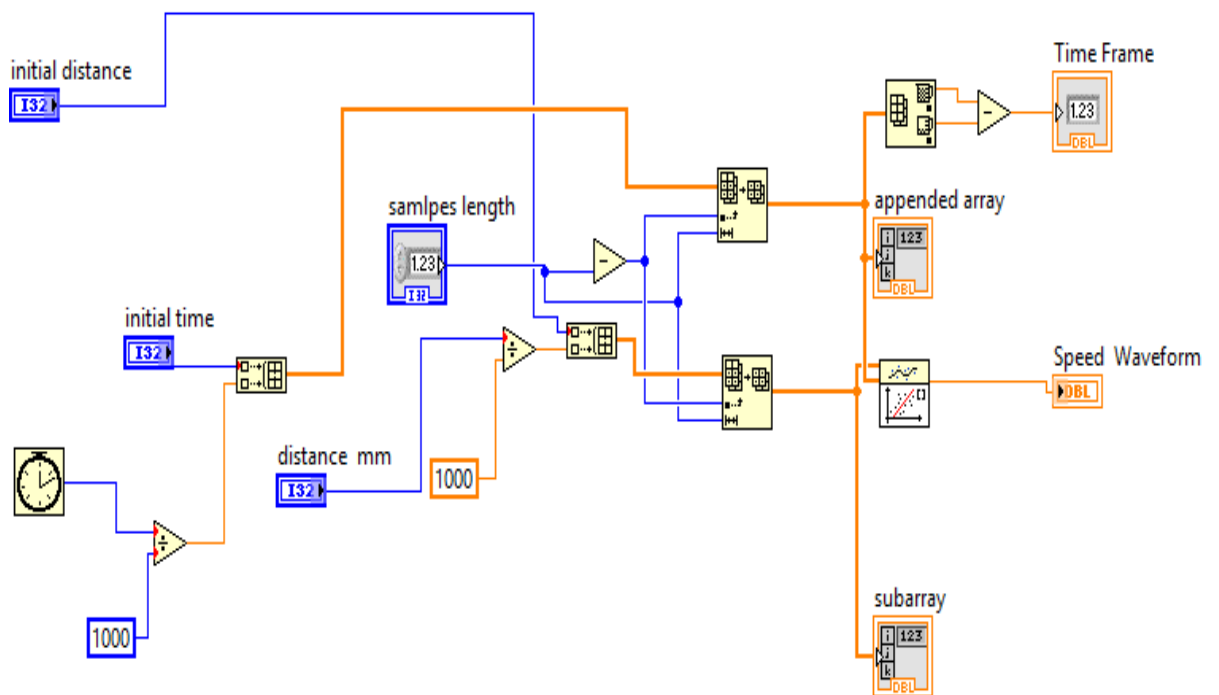 initial distance
I32
Time Frame
1.23
DBL
samlpes length
1.23
I32
appended array
i 123
j
k
DBL
initial time
I32
Speed  Waveform
DBL
distance  mm
I32
1000
1000
subarray
i 123
j
k
DBL